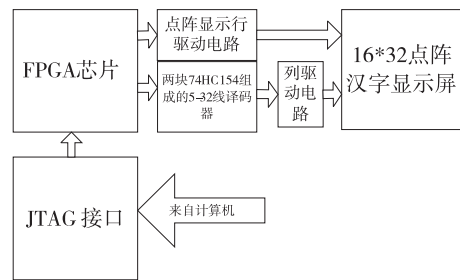 FPGA芯片
点阵显示行
驱动电路
两块74HC154组
成的5-32线译码
器
列驱
动电
路
16*32点阵
汉字显示屏
JTAG 接口
来自计算机